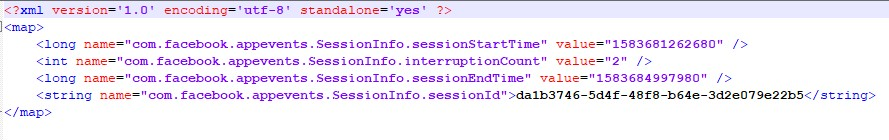 <?xml version='1.0' encoding='utf-8' standalone='yes' ?>
<map>
    <long name="com.facebook.appevents.SessionInfo.sessionStartTime" value="1583681262680" />
    <int name="com.facebook.appevents.SessionInfo.interruptionCount" value="2" />
    <long name="com.facebook.appevents.SessionInfo.sessionEndTime" value="1583684997980" />
    <string name="com.facebook.appevents.SessionInfo.sessionId">da1b3746-5d4f-48f8-b64e-3d2e079e22b5</string>
</map>